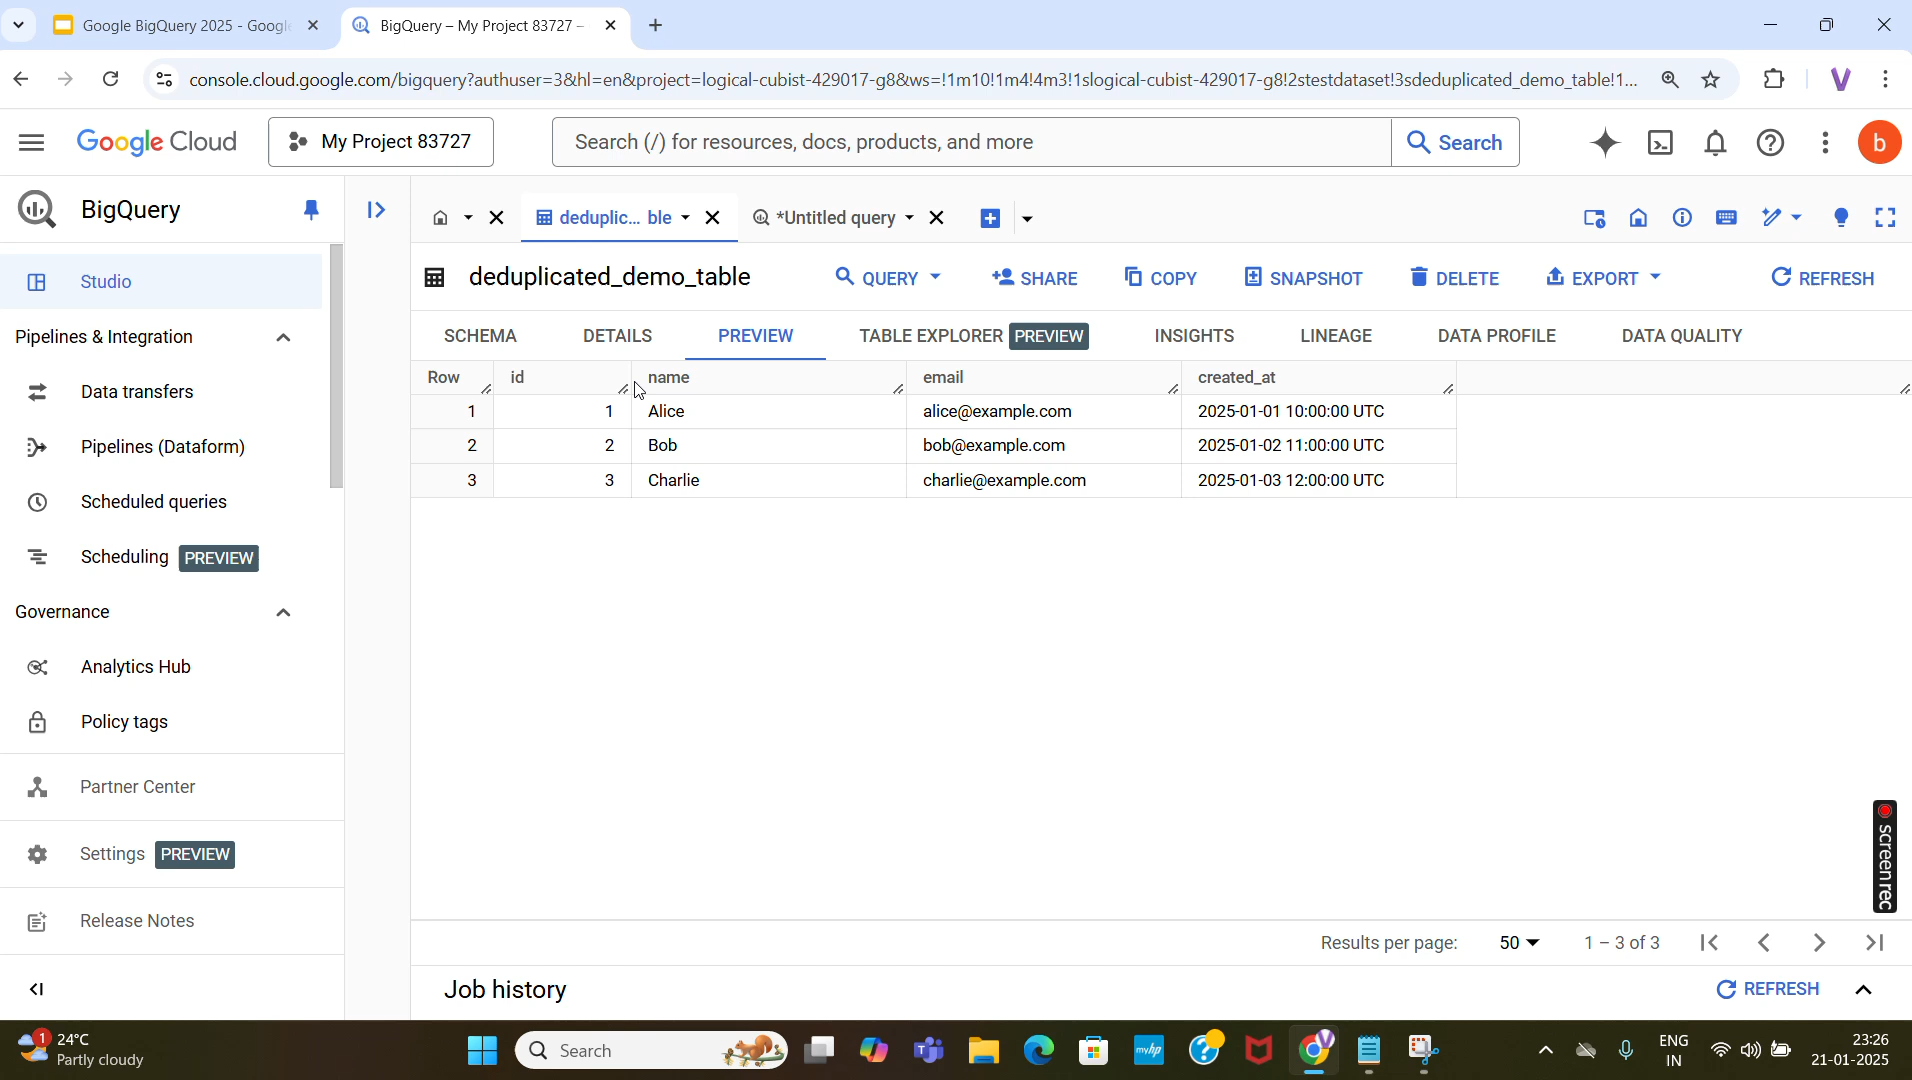 Google BigQuery 2025 - Google
BigQuery – My Project 83727 –
console.cloud.google.com/bigquery?authuser=3&hl=en&project=logical-cubist-429017-g8&ws=!1m10!1m4!4m3!1slogical-cubist-429017-g8!2stestdataset!3sdeduplicated_demo_table!1...
Google Cloud
My Project 83727
Search (/) for resources, docs, products, and more
Search
b
BigQuery
deduplic... ble
*Untitled query
Studio
Pipelines & Integration
Data transfers
Pipelines (Dataform)
Scheduled queries
Scheduling PREVIEW
Governance
Analytics Hub
Policy tags
Partner Center
Settings PREVIEW
Release Notes
deduplicated_demo_table
QUERY
SHARE
COPY
SNAPSHOT
DELETE
EXPORT
REFRESH
SCHEMA DETAILS PREVIEW TABLE EXPLORER PREVIEW INSIGHTS LINEAGE DATA PROFILE DATA QUALITY
Row id name email created_at
1 1 Alice alice@example.com 2025-01-01 10:00:00 UTC
2 2 Bob bob@example.com 2025-01-02 11:00:00 UTC
3 3 Charlie charlie@example.com 2025-01-03 12:00:00 UTC
screen rec
Results per page: 50 1 – 3 of 3
Job history
REFRESH
1
24°C
Partly cloudy
Search
myhp
ENG
IN
23:26
21-01-2025